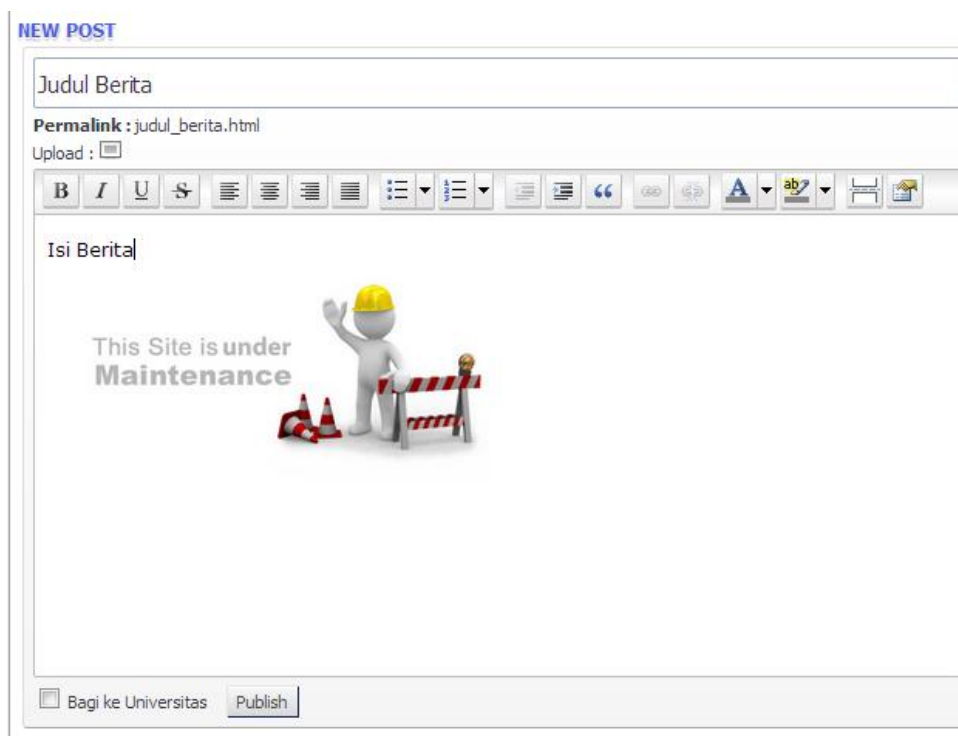 NEW POST
Judul Berita
Permalink : judul_berita.html
Upload :
B I U S A ab
Isi Berita
This Site is under
Maintenance
Bagi ke Universitas Publish